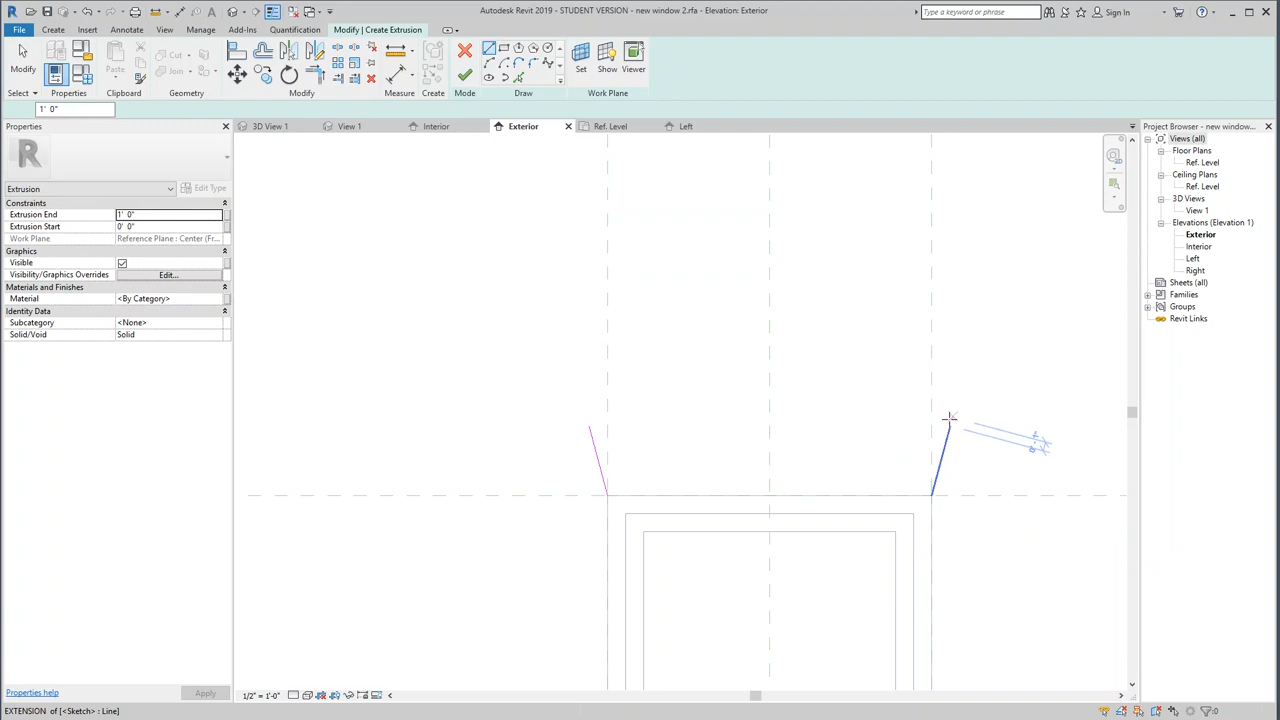 Autodesk Revit 2019 - STUDENT VERSION - new window 2.rfa - Elevation: Exterior
Type a keyword or phrase
Sign In
File Create Insert Annotate View Manage Add-Ins Quantification Modify | Create Extrusion
Modify Paste Cut Join Create Set Show Viewer
Select Properties Clipboard Geometry Modify Measure Create Mode Draw Work Plane
1' 0"
Properties
3D View 1 View 1 Interior Exterior Ref. Level Left
Project Browser - new window...
Extrusion Edit Type
Constraints
Extrusion End 1' 0"
Extrusion Start 0' 0"
Work Plane Reference Plane : Center (Fr...
Graphics
Visible
Visibility/Graphics Overrides Edit...
Materials and Finishes
Material <By Category>
Identity Data
Subcategory <None>
Solid/Void Solid
Views (all)
Floor Plans
Ref. Level
Ceiling Plans
Ref. Level
3D Views
View 1
Elevations (Elevation 1)
Exterior
Interior
Left
Right
Sheets (all)
Families
Groups
Revit Links
Properties help Apply
1/2" = 1'-0"
EXTENSION of [<Sketch> : Line]
:0